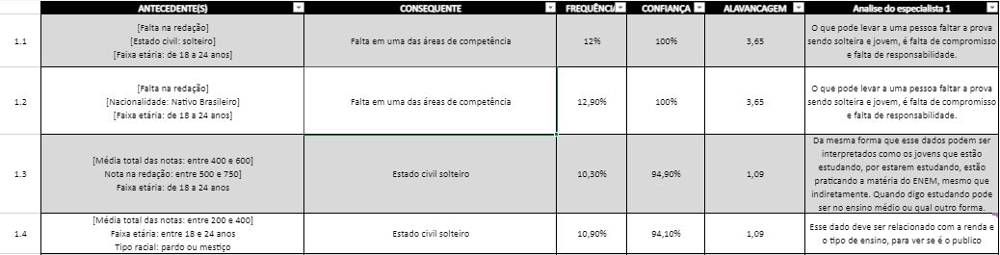 ANTECEDENTE(S) CONSEQUENTE FREQUÊNCIA CONFIANÇA ALAVANCAGEM Analise do especialista 1
1.1
[Falta na redação]
[Estado civil: solteiro]
[Faixa etária: de 18 a 24 anos]
Falta em uma das áreas de competência
12%
100%
3,65
O que pode levar a uma pessoa faltar a prova
sendo solteira e jovem, é falta de compromisso
e falta de responsabilidade.
1.2
[Falta na redação]
[Nacionalidade: Nativo Brasileiro]
[Faixa etária: de 18 a 24 anos]
Falta em uma das áreas de competência
12,90%
100%
3,65
O que pode levar a uma pessoa faltar a prova
sendo solteira e jovem, é falta de compromisso
e falta de responsabilidade.
1.3
[Média total das notas: entre 400 e 600]
Nota na redação: entre 500 e 750]
Faixa etária: de 18 a 24 anos
Estado civil solteiro
10,30%
94,90%
1,09
Da mesma forma que esse dados podem ser
interpretados como os jovens que estão
estudando, por estarem estudando, estão
praticando a matéria do ENEM, mesmo que
indiretamente. Quando digo estudando pode
ser no ensino médio ou qual outro forma.
1.4
[Média total das notas: entre 200 e 400]
Faixa etária: entre 18 e 24 anos
Tipo racial: pardo ou mestiço
Estado civil solteiro
10,90%
94,10%
1,09
Esse dado deve ser relacionado com a renda e
o tipo de ensino, para ver se é o publico